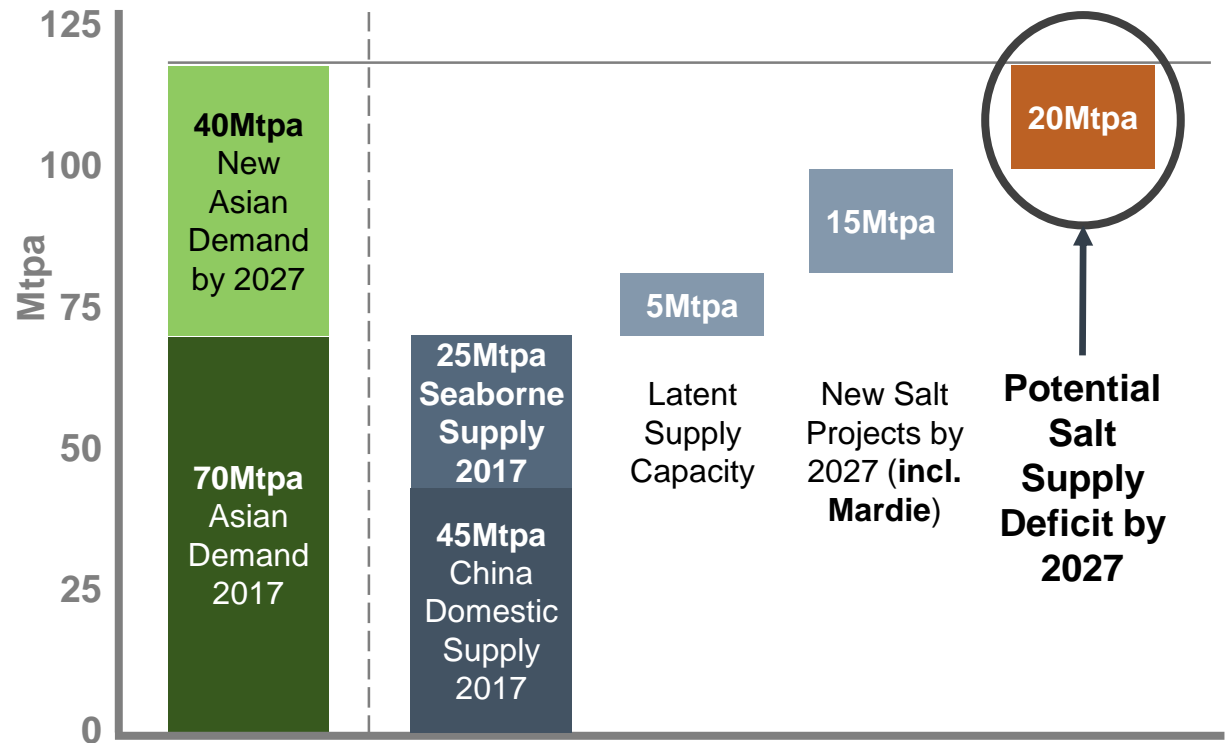 Mtpa
125
100
75
50
25
0
40Mtpa
New
Asian
Demand
by 2027
70Mtpa
Asian
Demand
2017
25Mtpa
Seaborne
Supply
2017
45Mtpa
China
Domestic
Supply
2017
5Mtpa
Latent
Supply
Capacity
15Mtpa
New Salt
Projects by
2027 (incl.
Mardie)
20Mtpa
Potential
Salt
Supply
Deficit by
2027